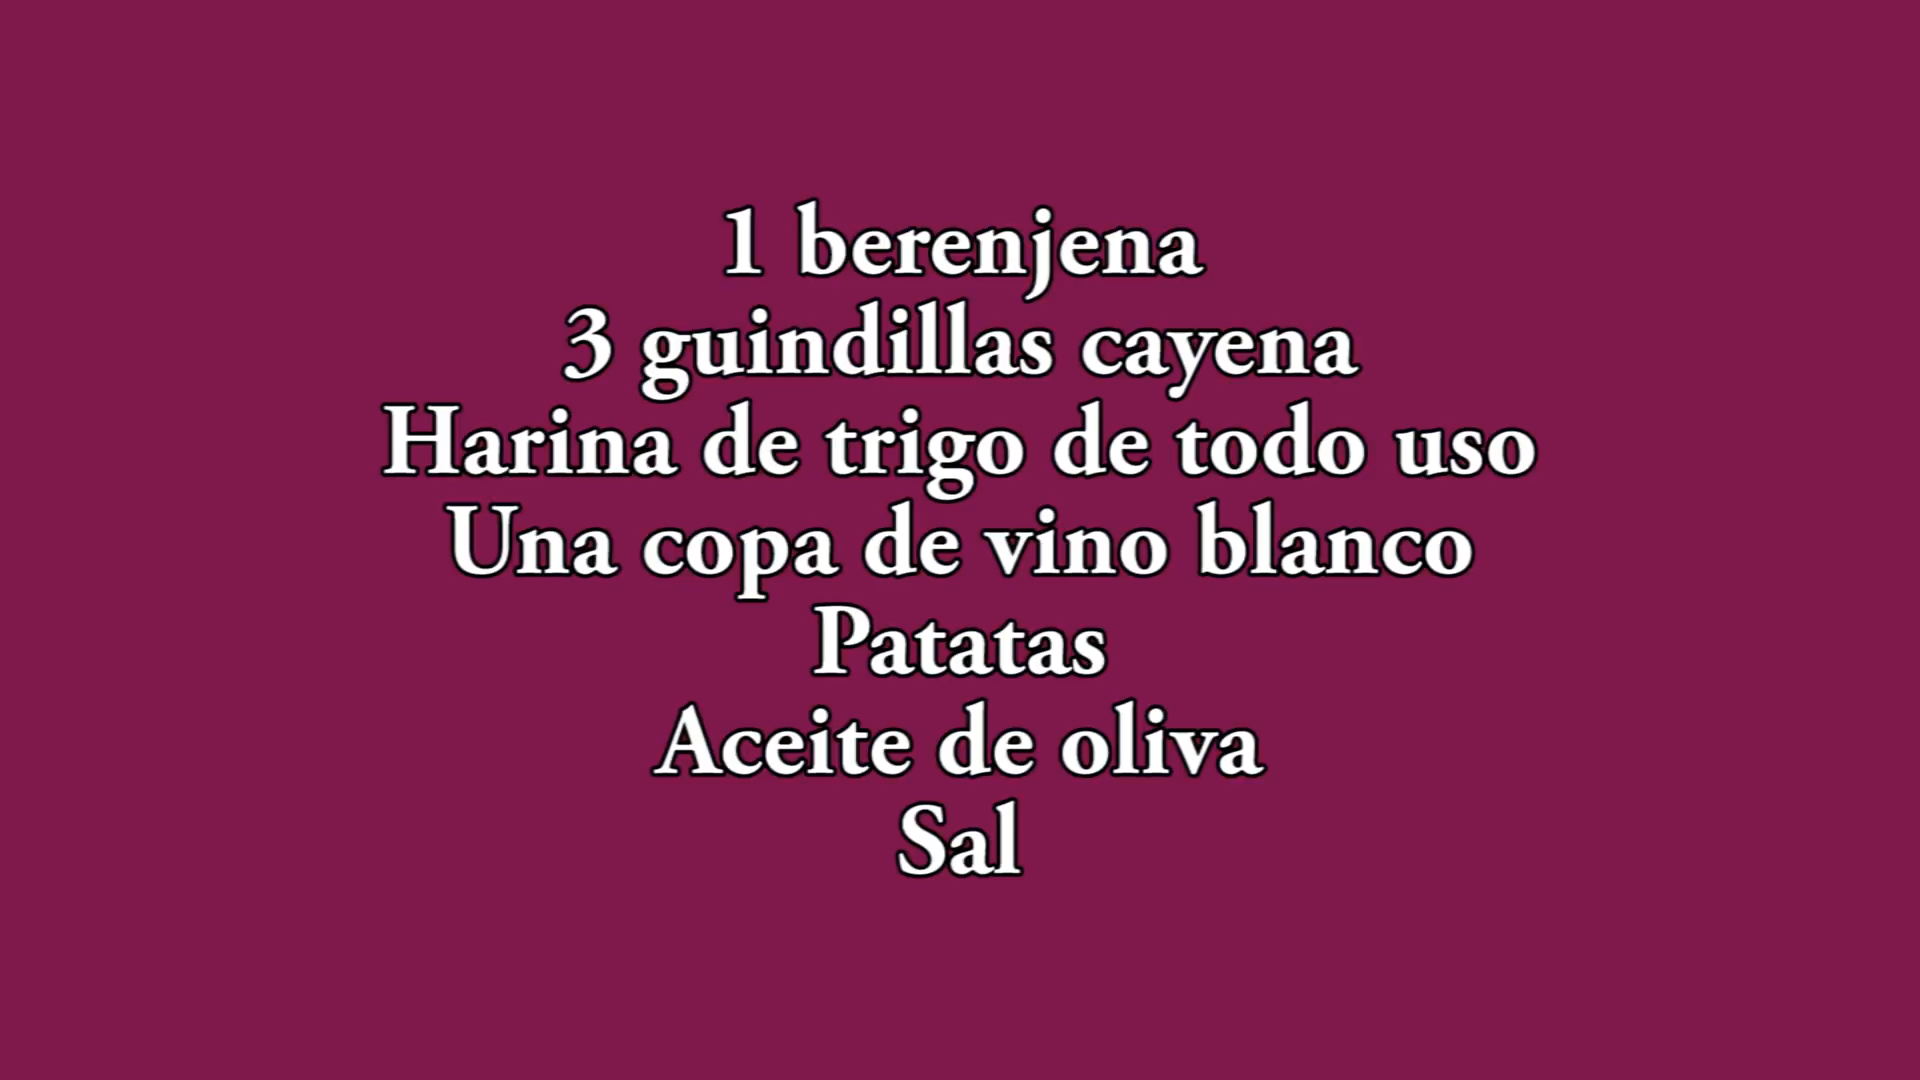 1 berenjena
3 guindillas cayena
Harina de trigo de todo uso
Una copa de vino blanco
Patatas
Aceite de oliva
Sal